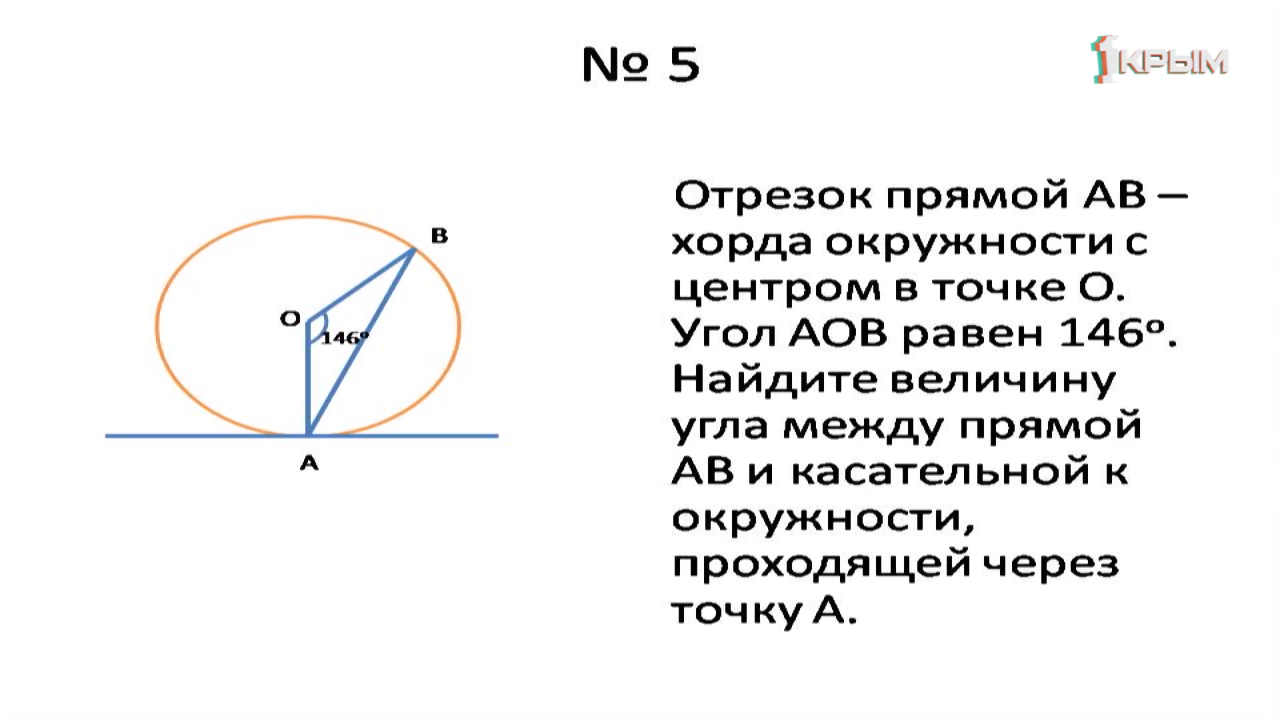 № 5
1КРЫМ
Отрезок прямой АВ –
хорда окружности с
центром в точке О.
Угол АОВ равен 146º.
Найдите величину
угла между прямой
АВ и касательной к
окружности,
проходящей через
точку А.
В
О
146º
А